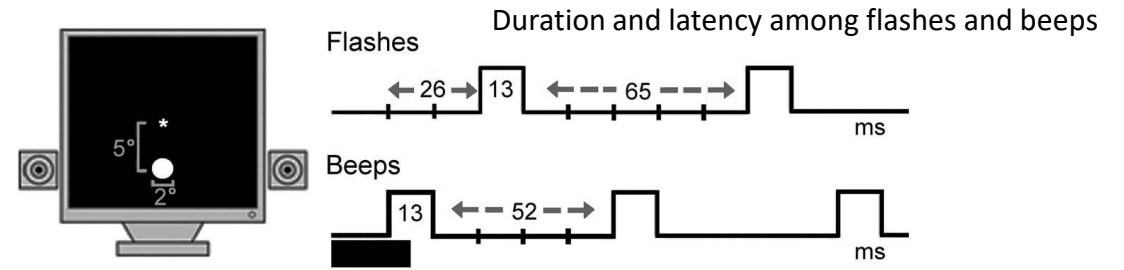 Duration and latency among flashes and beeps
Flashes
26
13
65
ms
*
5°
2°
Beeps
13
52
ms